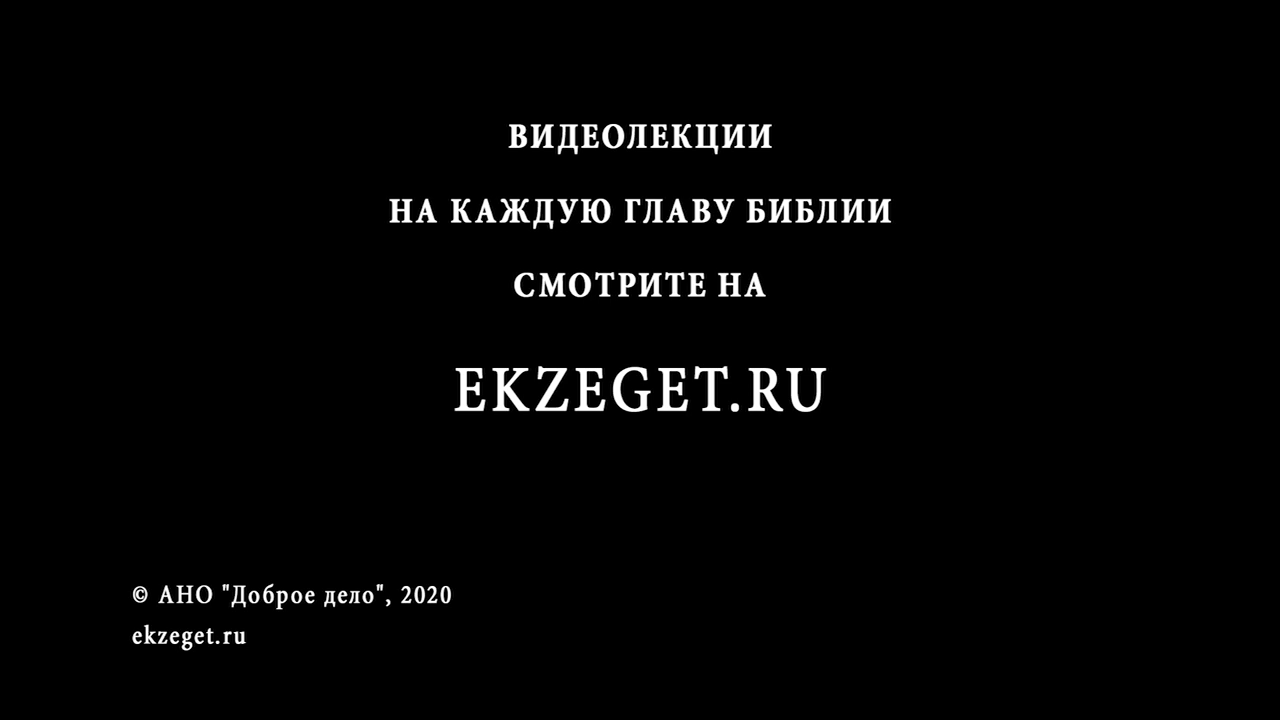 ВИДЕОЛЕКЦИИ
НА КАЖДУЮ ГЛАВУ БИБЛИИ
СМОТРИТЕ НА
EKZEGET.RU
© АНО "Доброе дело", 2020
ekzeget.ru